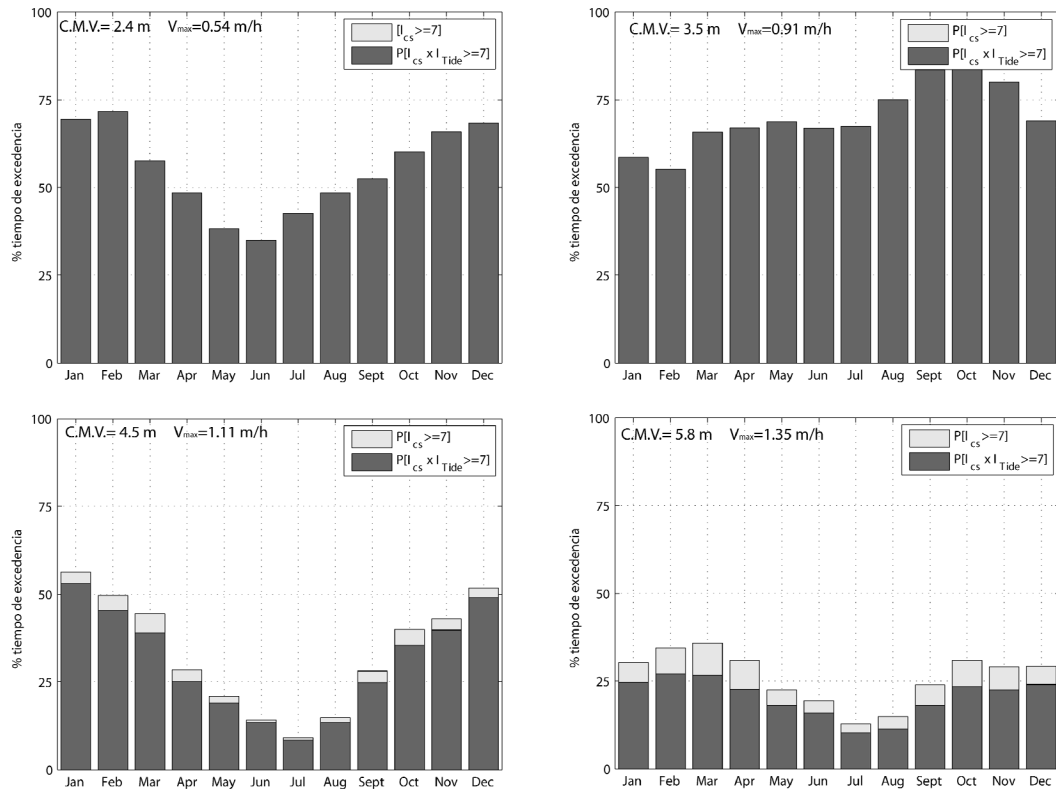 C.M.V.= 2.4 m Vmax=0.54 m/h
[I cs >=7]
P[I cs x I Tide >=7]
% tiempo de excedencia
100
75
50
25
0
Jan Feb Mar Apr May Jun Jul Aug Sept Oct Nov Dec
C.M.V.= 3.5 m Vmax=0.91 m/h
P[I cs >=7]
P[I cs x I Tide >=7]
% tiempo de excedencia
100
75
50
25
0
Jan Feb Mar Apr May Jun Jul Aug Sept Oct Nov Dec
C.M.V.= 4.5 m Vmax=1.11 m/h
P[I cs >=7]
P[I cs x I Tide >=7]
% tiempo de excedencia
100
75
50
25
0
Jan Feb Mar Apr May Jun Jul Aug Sept Oct Nov Dec
C.M.V.= 5.8 m Vmax=1.35 m/h
P[I cs >=7]
P[I cs x I Tide >=7]
% tiempo de excedencia
100
75
50
25
0
Jan Feb Mar Apr May Jun Jul Aug Sept Oct Nov Dec